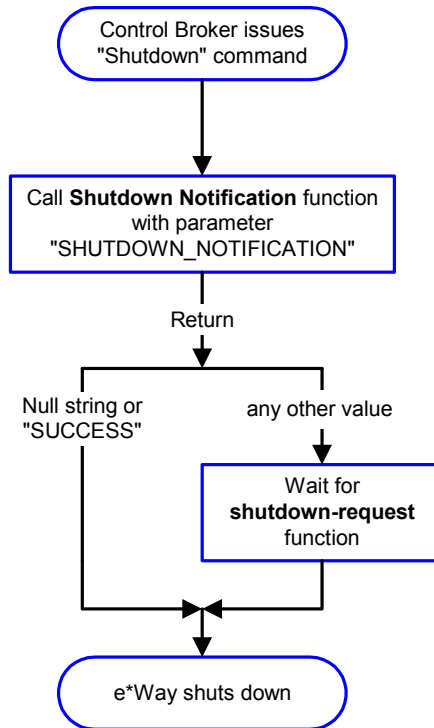 Control Broker issues
"Shutdown" command
Call Shutdown Notification function
with parameter
"SHUTDOWN_NOTIFICATION"
Return
Null string or
"SUCCESS"
any other value
Wait for
shutdown-request
function
e*Way shuts down